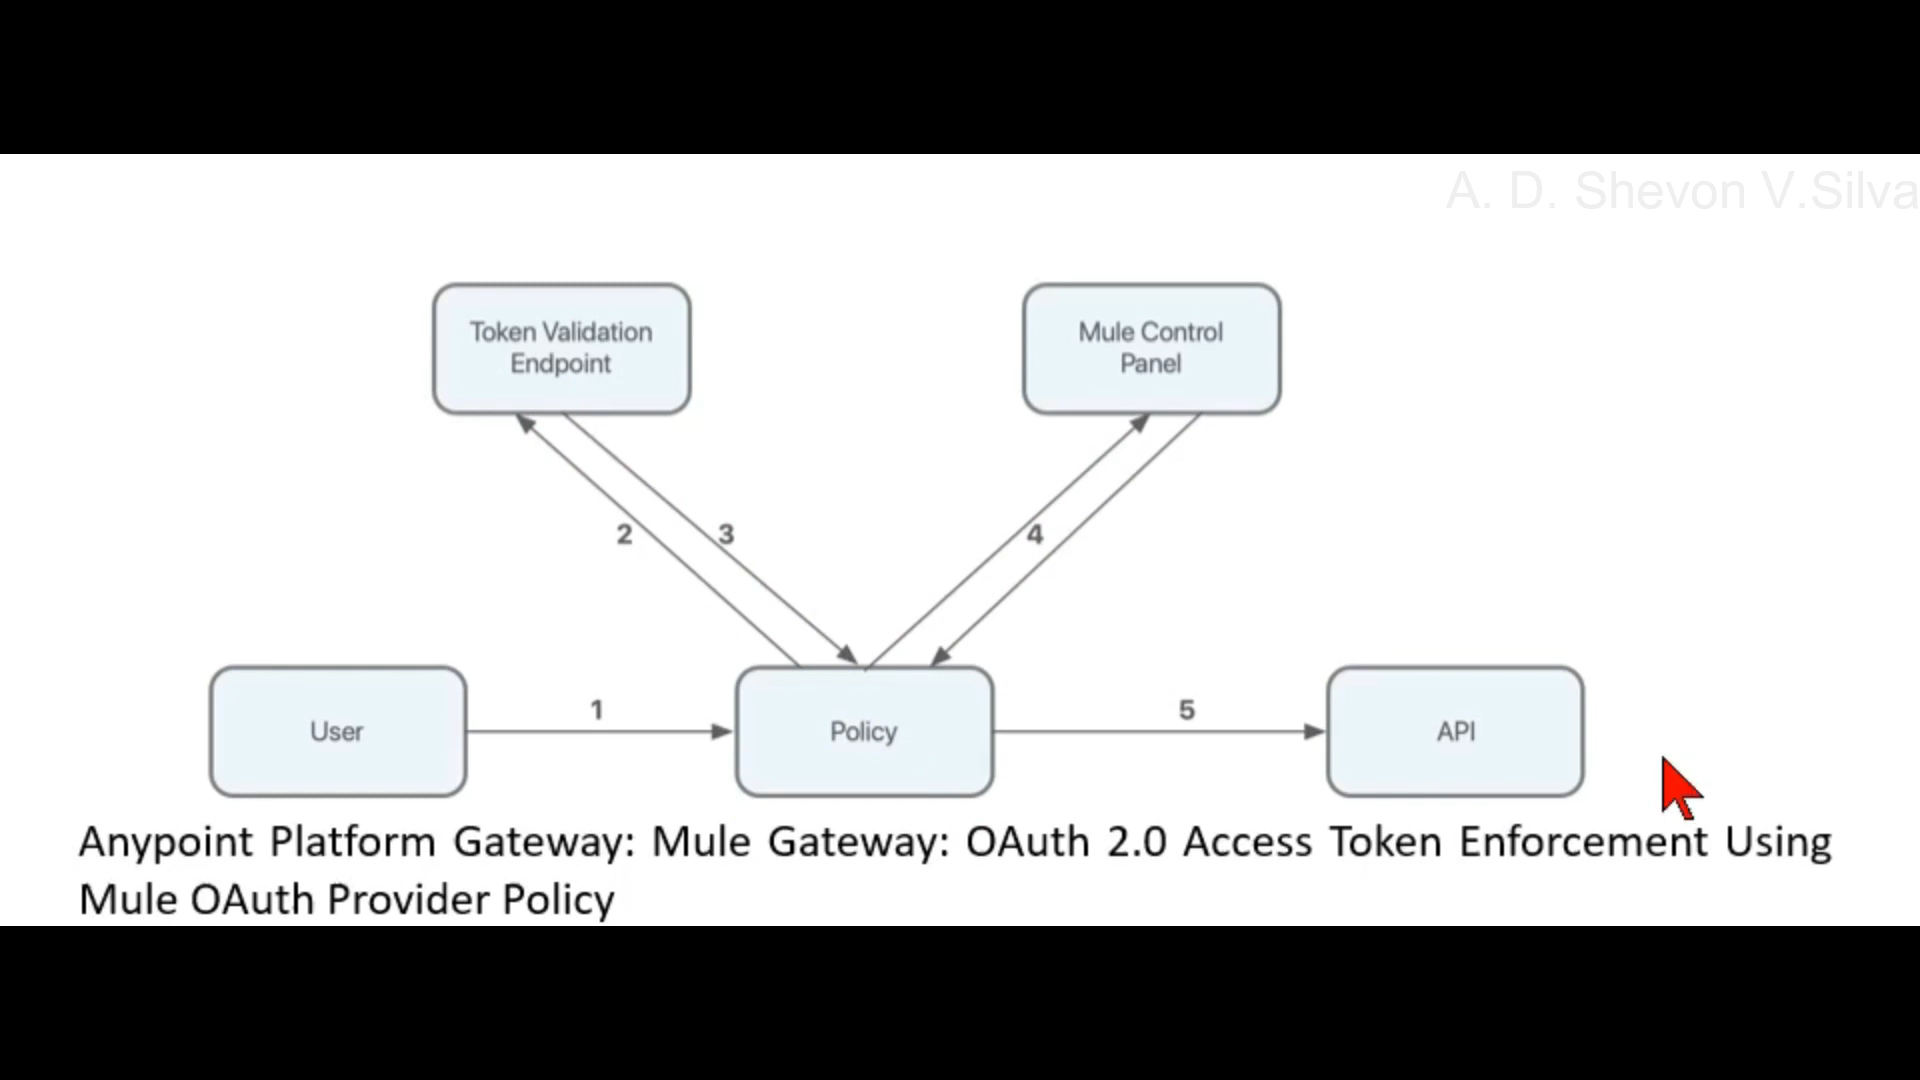 A. D. Shevon V.Silva
Token Validation
Endpoint
Mule Control
Panel
2
3
4
1
5
User
Policy
API
Anypoint Platform Gateway: Mule Gateway: OAuth 2.0 Access Token Enforcement Using
Mule OAuth Provider Policy